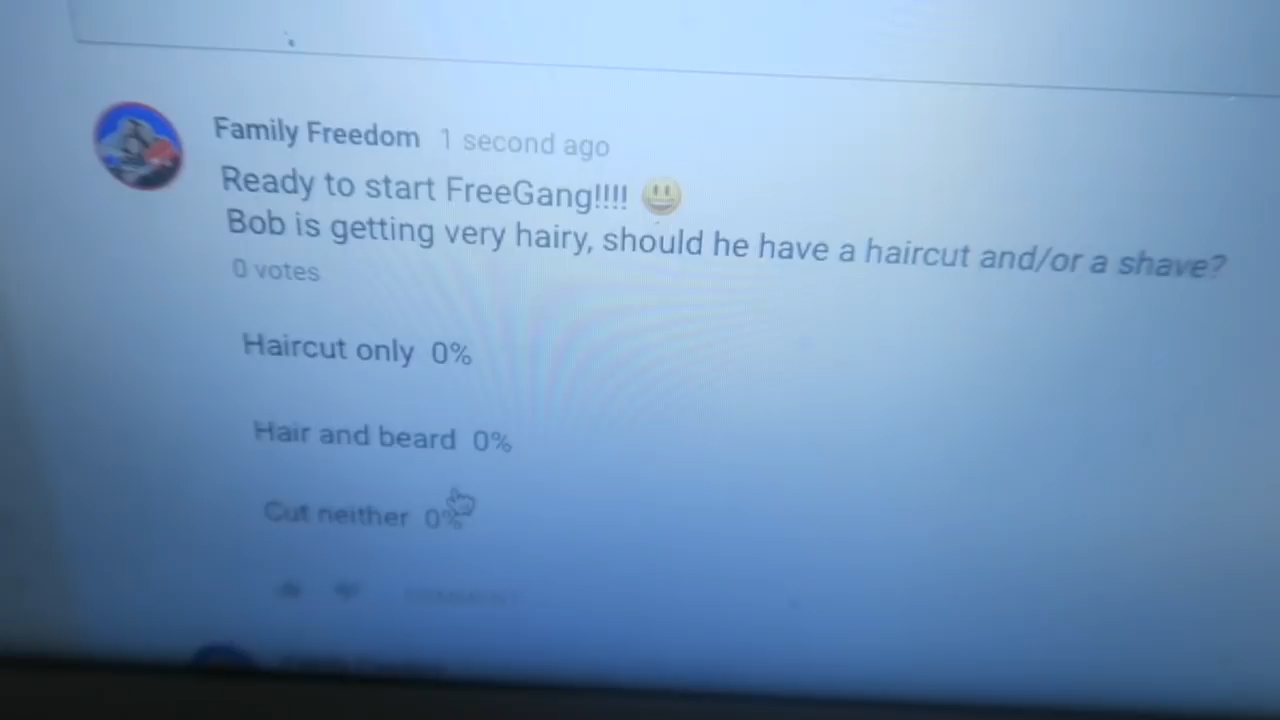 Family Freedom 1 second ago
Ready to start FreeGang!!!! 😃
Bob is getting very hairy, should he have a haircut and/or a shave?
0 votes
Haircut only 0%
Hair and beard 0%
Cut neither 0%